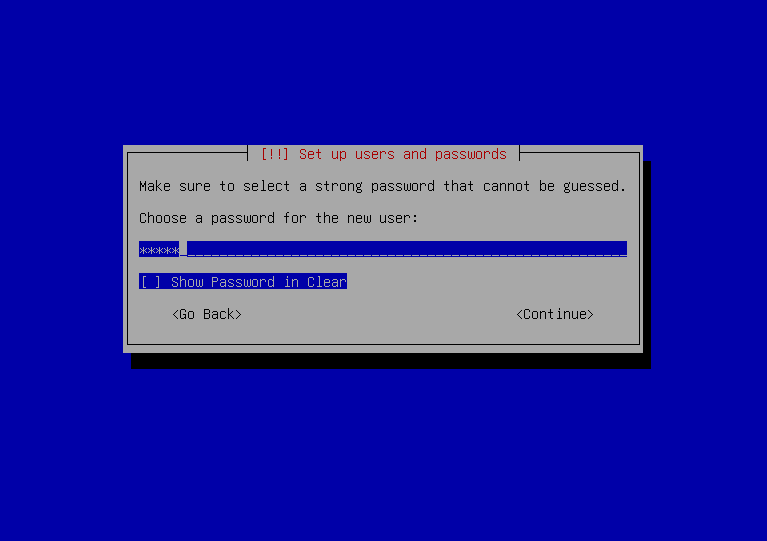 [!!] Set up users and passwords
Make sure to select a strong password that cannot be guessed.
Choose a password for the new user:
*****
[ ] Show Password in Clear
<Go Back> <Continue>